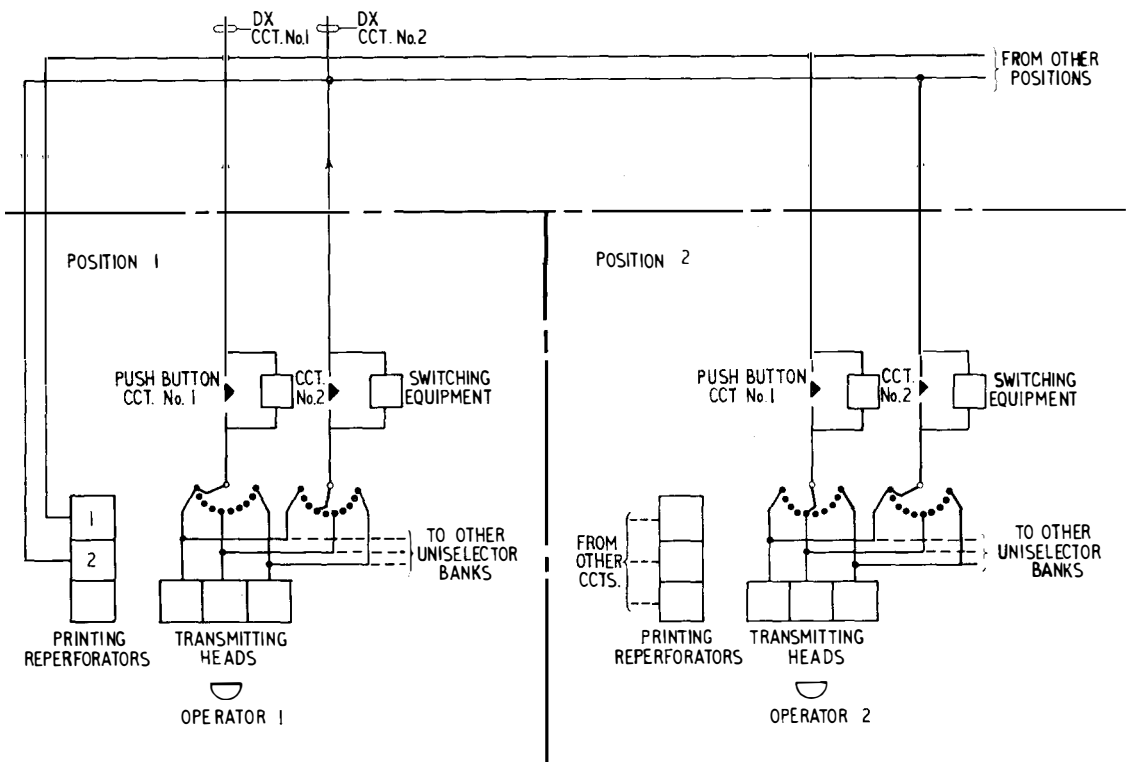 DX
CCT. No.1
DX
CCT. No.2
FROM OTHER
POSITIONS
POSITION 1
POSITION 2
PUSH BUTTON
CCT. No. 1
CCT.
No.2
SWITCHING
EQUIPMENT
PUSH BUTTON
CCT No.1
CCT.
No.2
SWITCHING
EQUIPMENT
1
2
TO OTHER
UNISELECTOR
BANKS
FROM
OTHER
CCTS.
TO OTHER
UNISELECTOR
BANKS
PRINTING
REPERFORATORS
TRANSMITTING
HEADS
PRINTING
REPERFORATORS
TRANSMITTING
HEADS
OPERATOR 1
OPERATOR 2